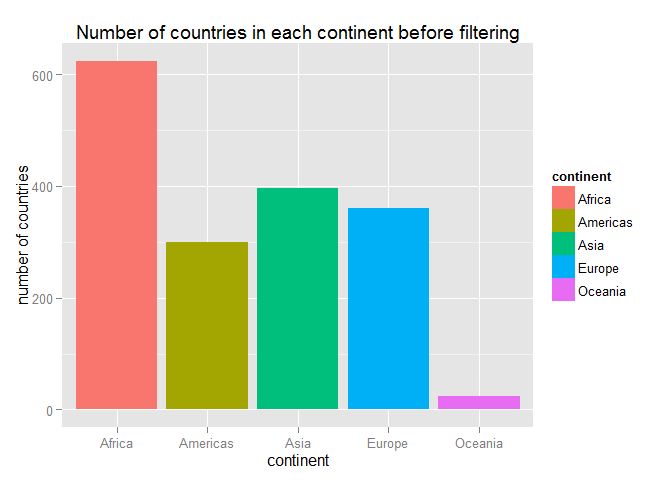 Number of countries in each continent before filtering
number of countries
600
400
200
0
Africa Americas Asia Europe Oceania
continent
continent
Africa
Americas
Asia
Europe
Oceania